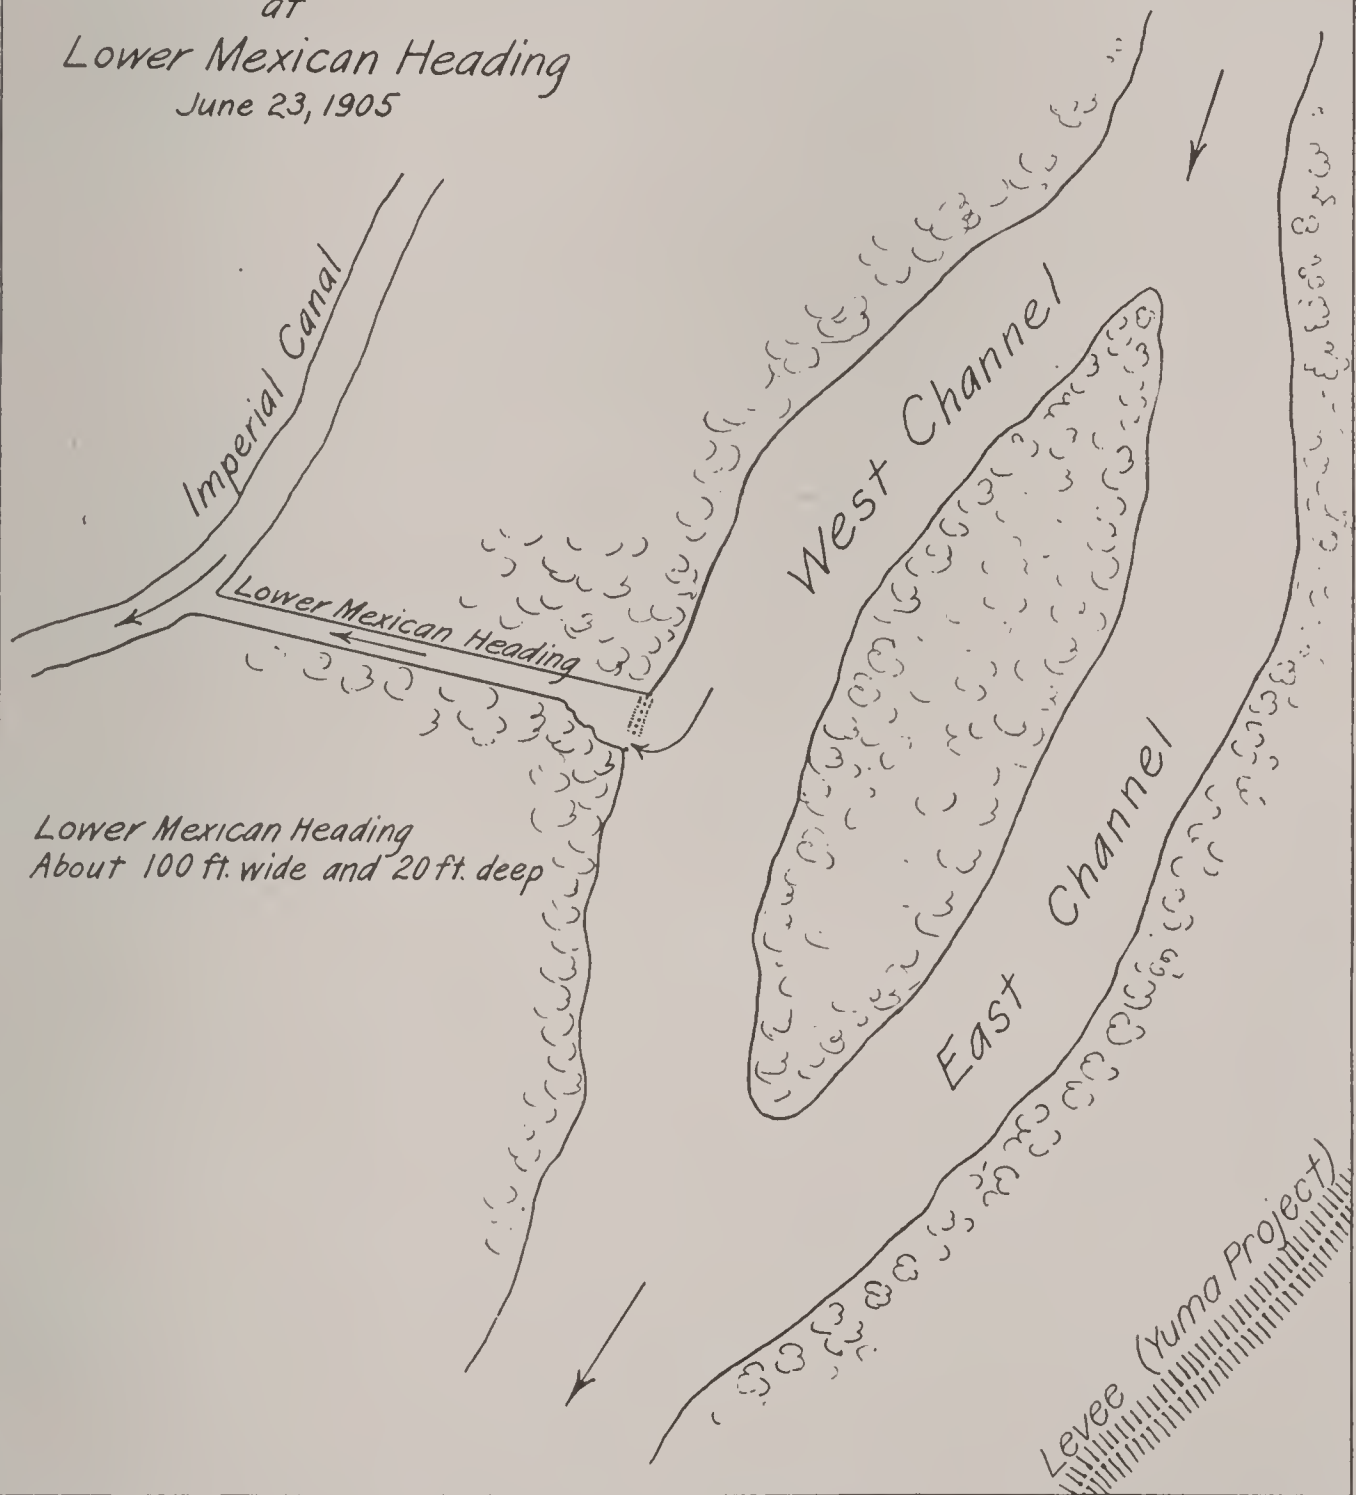 at
Lower Mexican Heading
June 23, 1905
Imperial Canal
West Channel
Lower Mexican Heading
Lower Mexican Heading
About 100 ft. wide and 20 ft. deep
East Channel
Levee (Yuma Project)